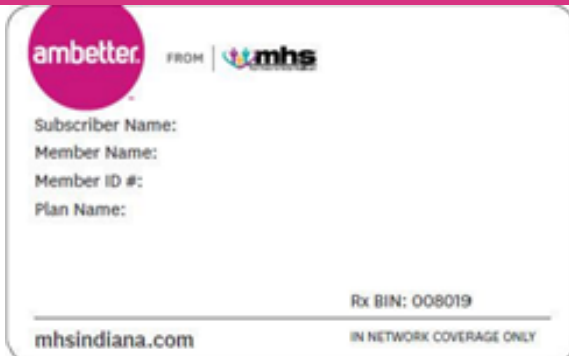 ambetter.
FROM | mhs
Subscriber Name:
Member Name:
Member ID #:
Plan Name:
Rx BIN: 008019
mhsindiana.com
IN NETWORK COVERAGE ONLY